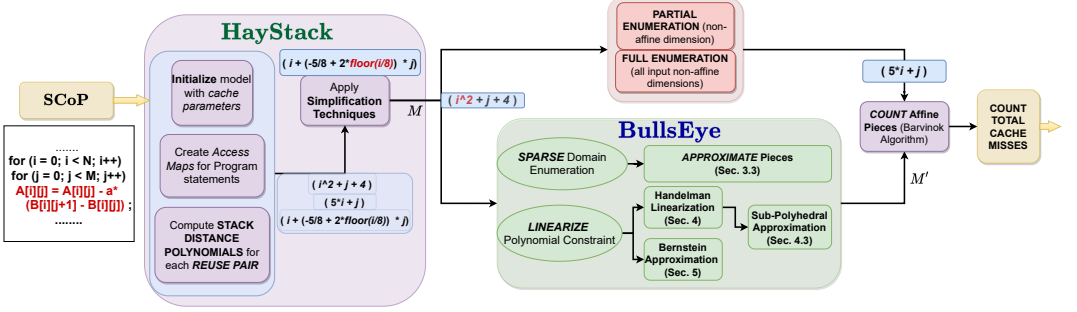 HayStack
SCoP
.......
for (i = 0; i < N; i++)
for (j = 0; j < M; j++)
A[i][j] = A[i][j] - a*
(B[i][j+1] - B[i][j]) ;
........
Initialize model
with cache
parameters
Create Access
Maps for Program
statements
Compute STACK
DISTANCE
POLYNOMIALS for
each REUSE PAIR
( i + (-5/8 + 2*floor(i/8)) * j)
Apply
Simplification
Techniques
( i^2 + j + 4 )
( 5*i + j )
( i + (-5/8 + 2*floor(i/8)) * j)
M
( i^2 + j + 4 )
PARTIAL
ENUMERATION (non-
affine dimension)
FULL ENUMERATION
(all input non-affine
dimensions)
BullsEye
SPARSE Domain
Enumeration
APPROXIMATE Pieces
(Sec. 3.3)
LINEARIZE
Polynomial Constraint
Handelman
Linearization
(Sec. 4)
Bernstein
Approximation
(Sec. 5)
Sub-Polyhedral
Approximation
(Sec. 4.3)
( 5*i + j )
COUNT Affine
Pieces (Barvinok
Algorithm)
M'
COUNT
TOTAL
CACHE
MISSES